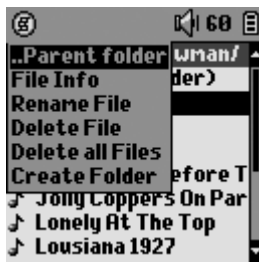 60
..Parent folder wman/
File Info der)
Rename File
Delete File
Delete all Files
Create Folder efore T
Jolly Coppers On Par
Lonely At The Top
Lousiana 1927